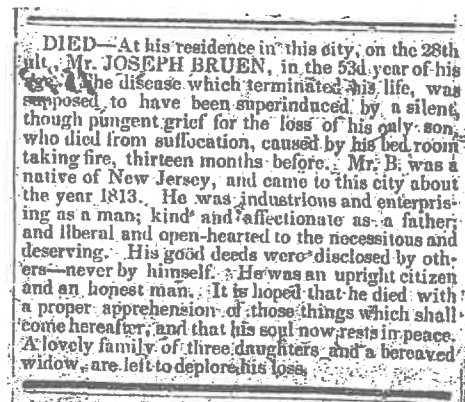 DIED—At his residence in this city, on the 28th
ult., Mr. JOSEPH BRUEN, in the 53d year of his
The disease which terminated his life, was
supposed to have been superinduced by a silent,
though pungent grief for the loss of his only son,
who died from suffocation, caused by his bed room
taking fire, thirteen months before. Mr. B. was a
native of New Jersey, and came to this city about
the year 1813. He was industrious and enterpris-
ing as a man; kind and affectionate as a father;
and liberal and open-hearted to the necessitous and
deserving. His good deeds were disclosed by oth-
ers—never by himself. He was an upright citizen
and an honest man. It is hoped that he died with
a proper apprehension of those things which shall
come hereafter, and that his soul now rests in peace.
A lovely family of three daughters and a bereaved
widow, are left to deplore his loss.